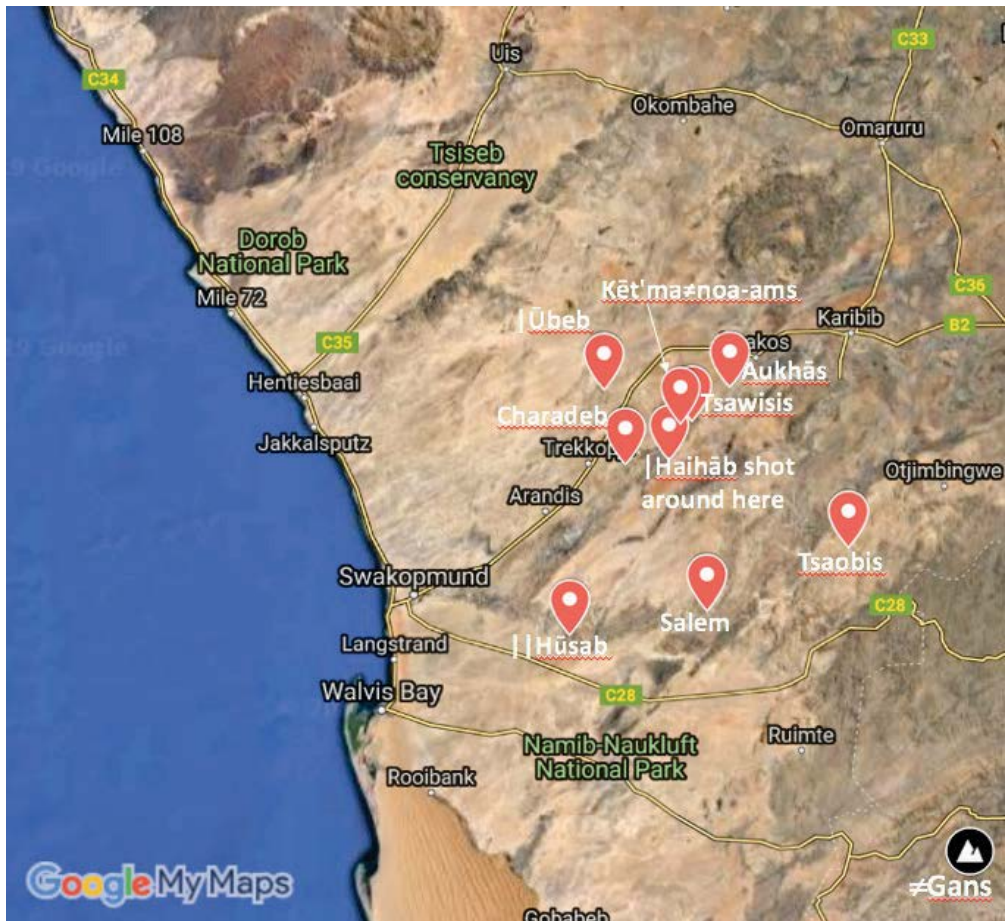 C33
Uis
C34
Okombahe
Mile 108
Omaruru
Tsiseb
conservancy
Dorob
National Park
Kēt'ma≠noa-ams
C36
Mile 72
|Ūbeb
Karibib
B2
C35
akos
Hentiesbaai
Aukhās
Tsawisis
Charadeb
Jakkalsputz
Trekkop
|Haihāb shot
around here
Otjimbingwe
Arandis
Tsaobis
Swakopmund
Salem
C28
||Hūsab
Langstrand
C28
Walvis Bay
Ruimte
Namib-Naukluft
National Park
Rooibank
≠Gans
Google My Maps
Gobabeb